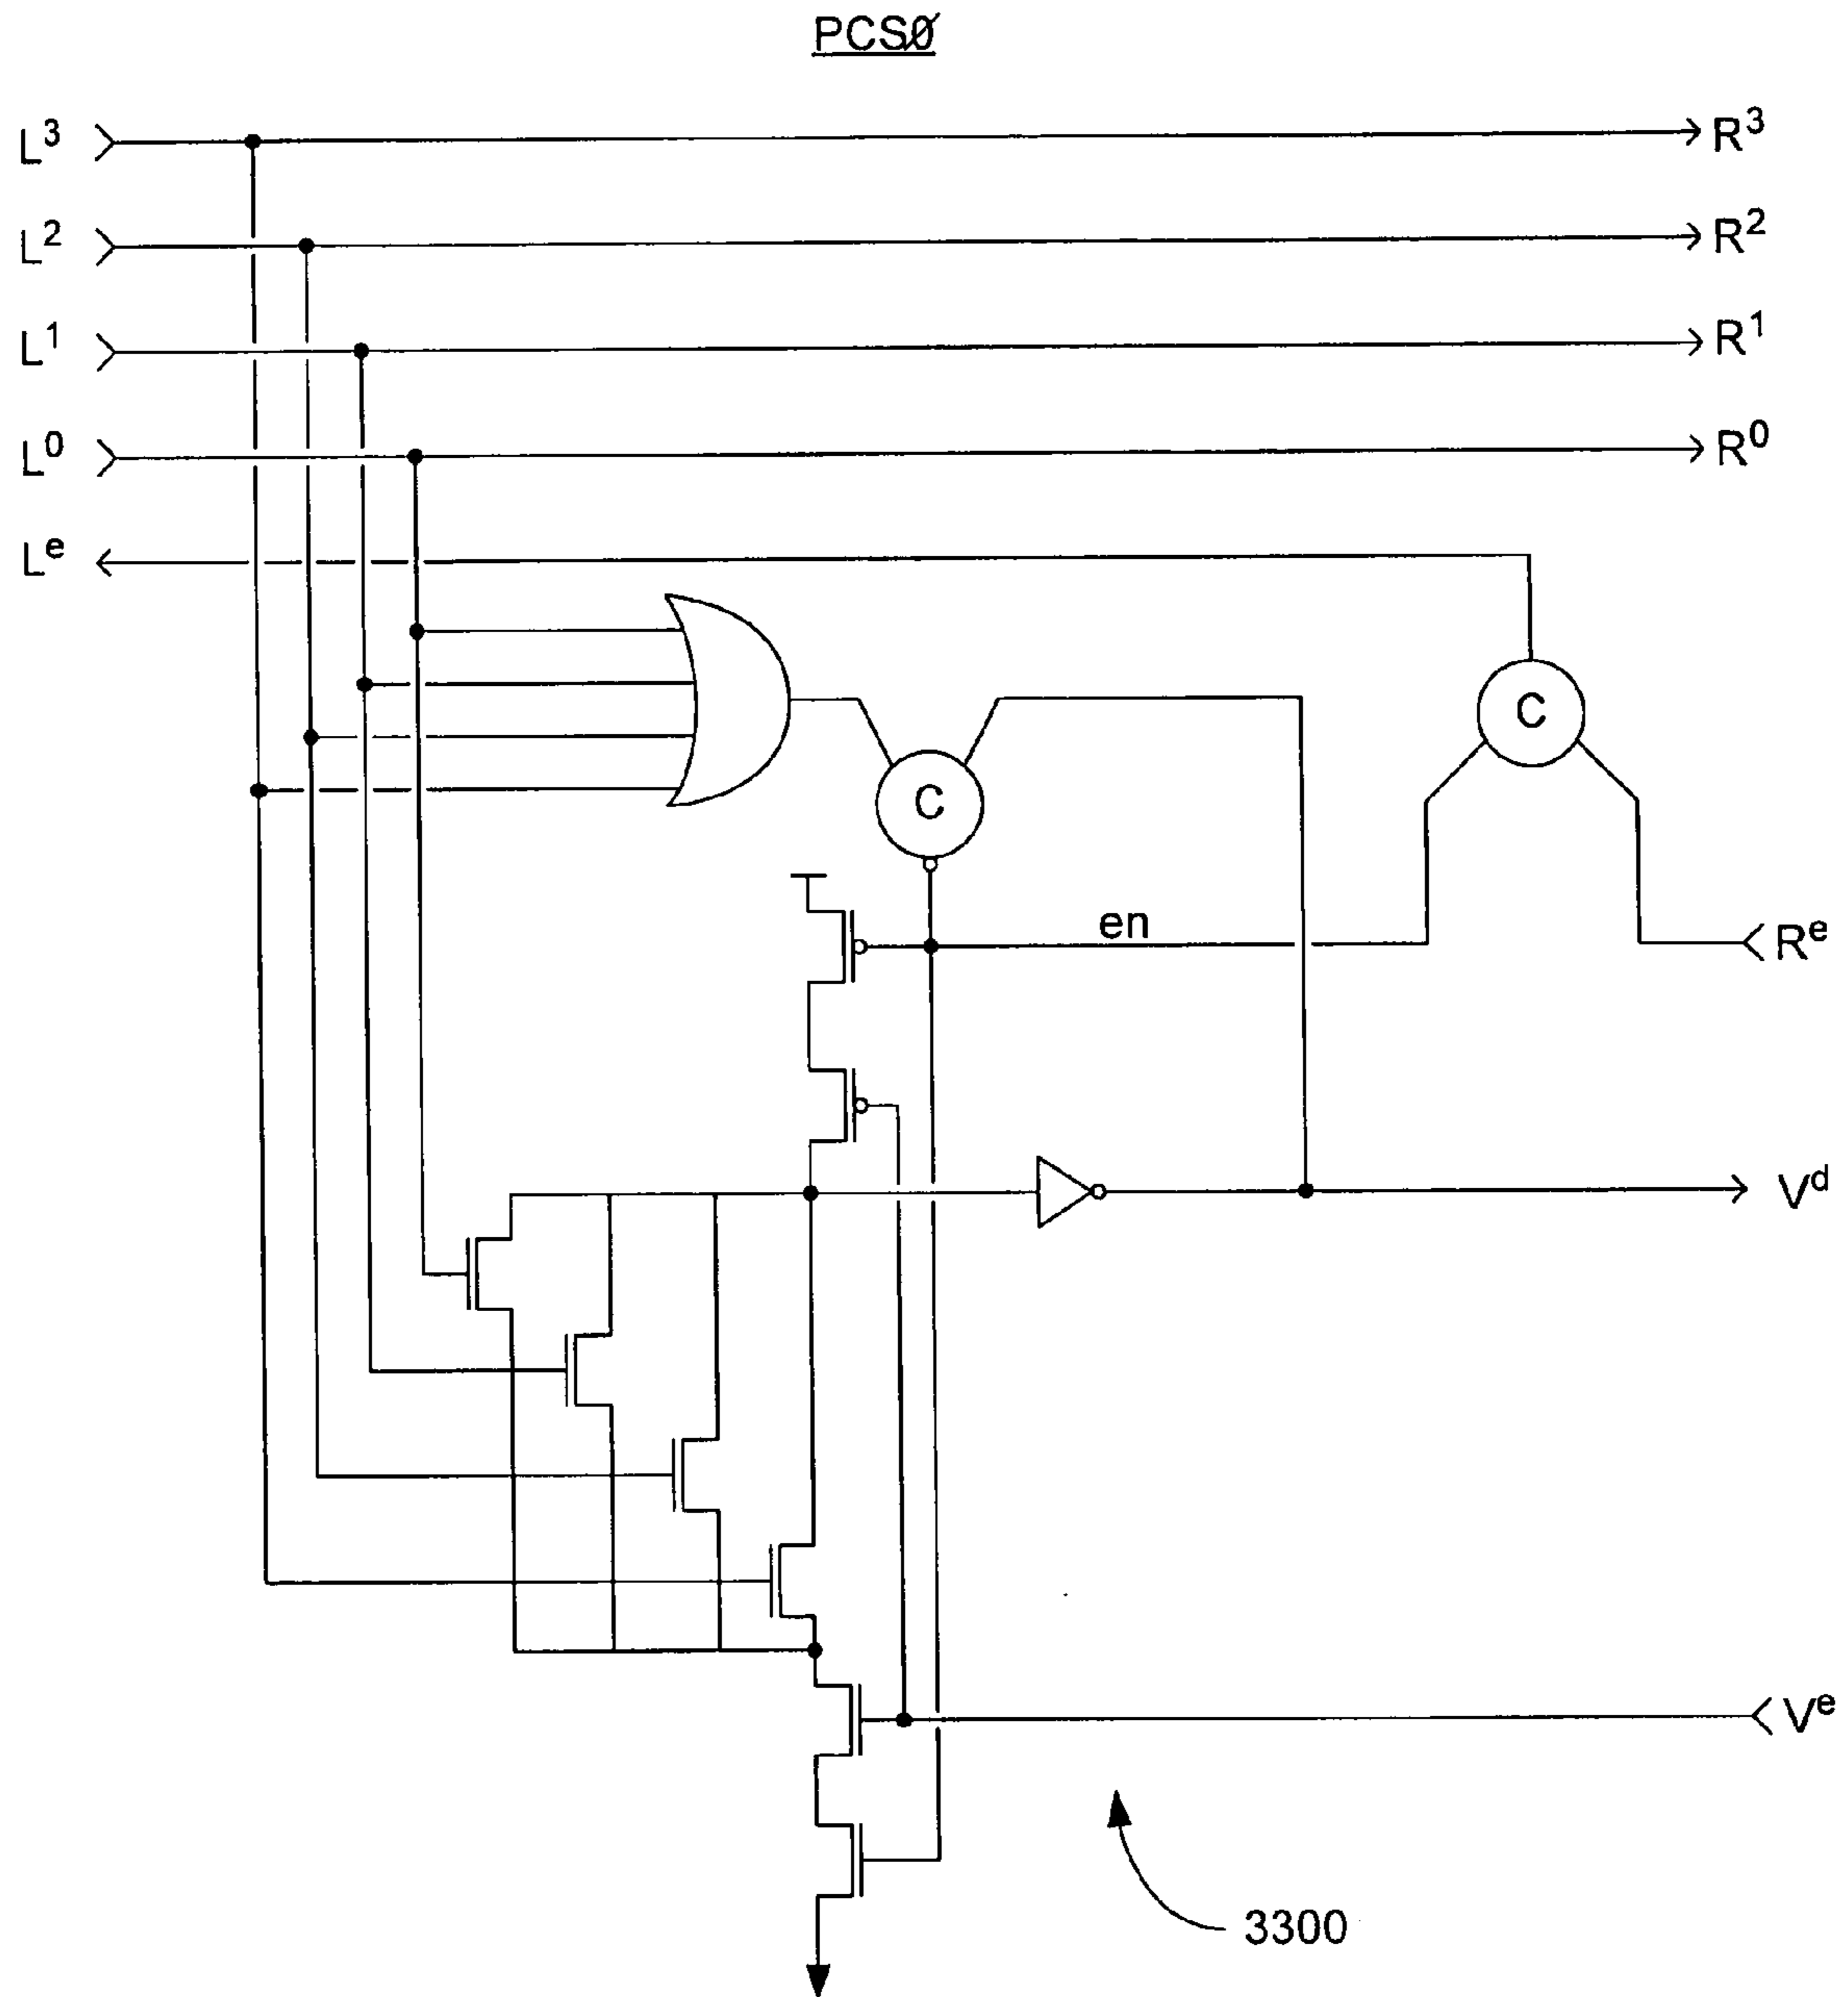 PCSØ
L³ R³
L² R²
L¹ R¹
L⁰ R⁰
Lᵉ
C
C
en
Rᵉ
Vᵈ
Vᵉ
3300